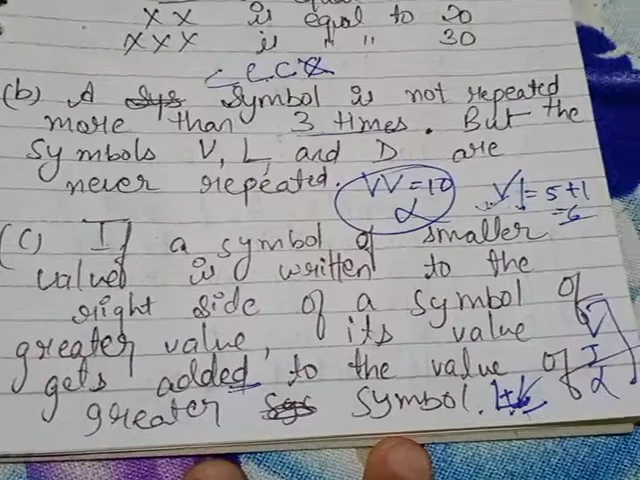 XX is equal to 20
XXX is " " 30
(b) A symbol is not repeated
more than 3 times. But the
symbols V, L, and D are
never repeated. VV=10
VI=5+1
=6
(c) If a symbol of smaller
value is written to the
right side of a symbol of
greater value, its value
gets added to the value of
greater symbol.